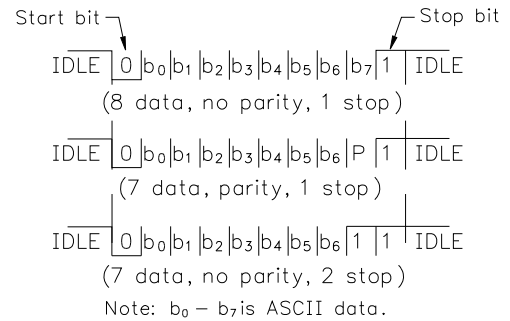 Start bit Stop bit
IDLE 0 b₀ b₁ b₂ b₃ b₄ b₅ b₆ b₇ 1 IDLE
(8 data, no parity, 1 stop)
IDLE 0 b₀ b₁ b₂ b₃ b₄ b₅ b₆ P 1 IDLE
(7 data, parity, 1 stop)
IDLE 0 b₀ b₁ b₂ b₃ b₄ b₅ b₆ 1 1 IDLE
(7 data, no parity, 2 stop)
Note: b₀ – b₇ is ASCII data.